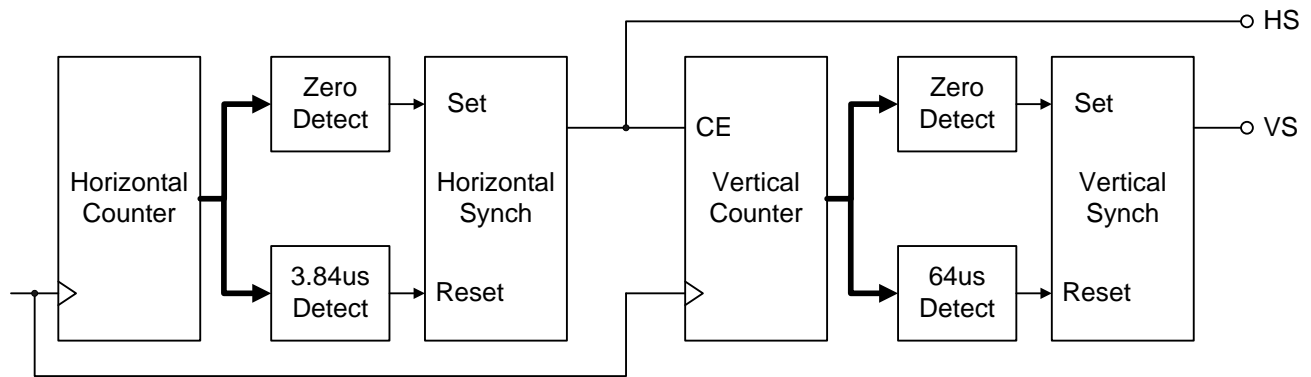 HS
Zero
Detect
Set
Zero
Detect
Set
CE
VS
Horizontal
Counter
Horizontal
Synch
Vertical
Counter
Vertical
Synch
3.84us
Detect
Reset
64us
Detect
Reset